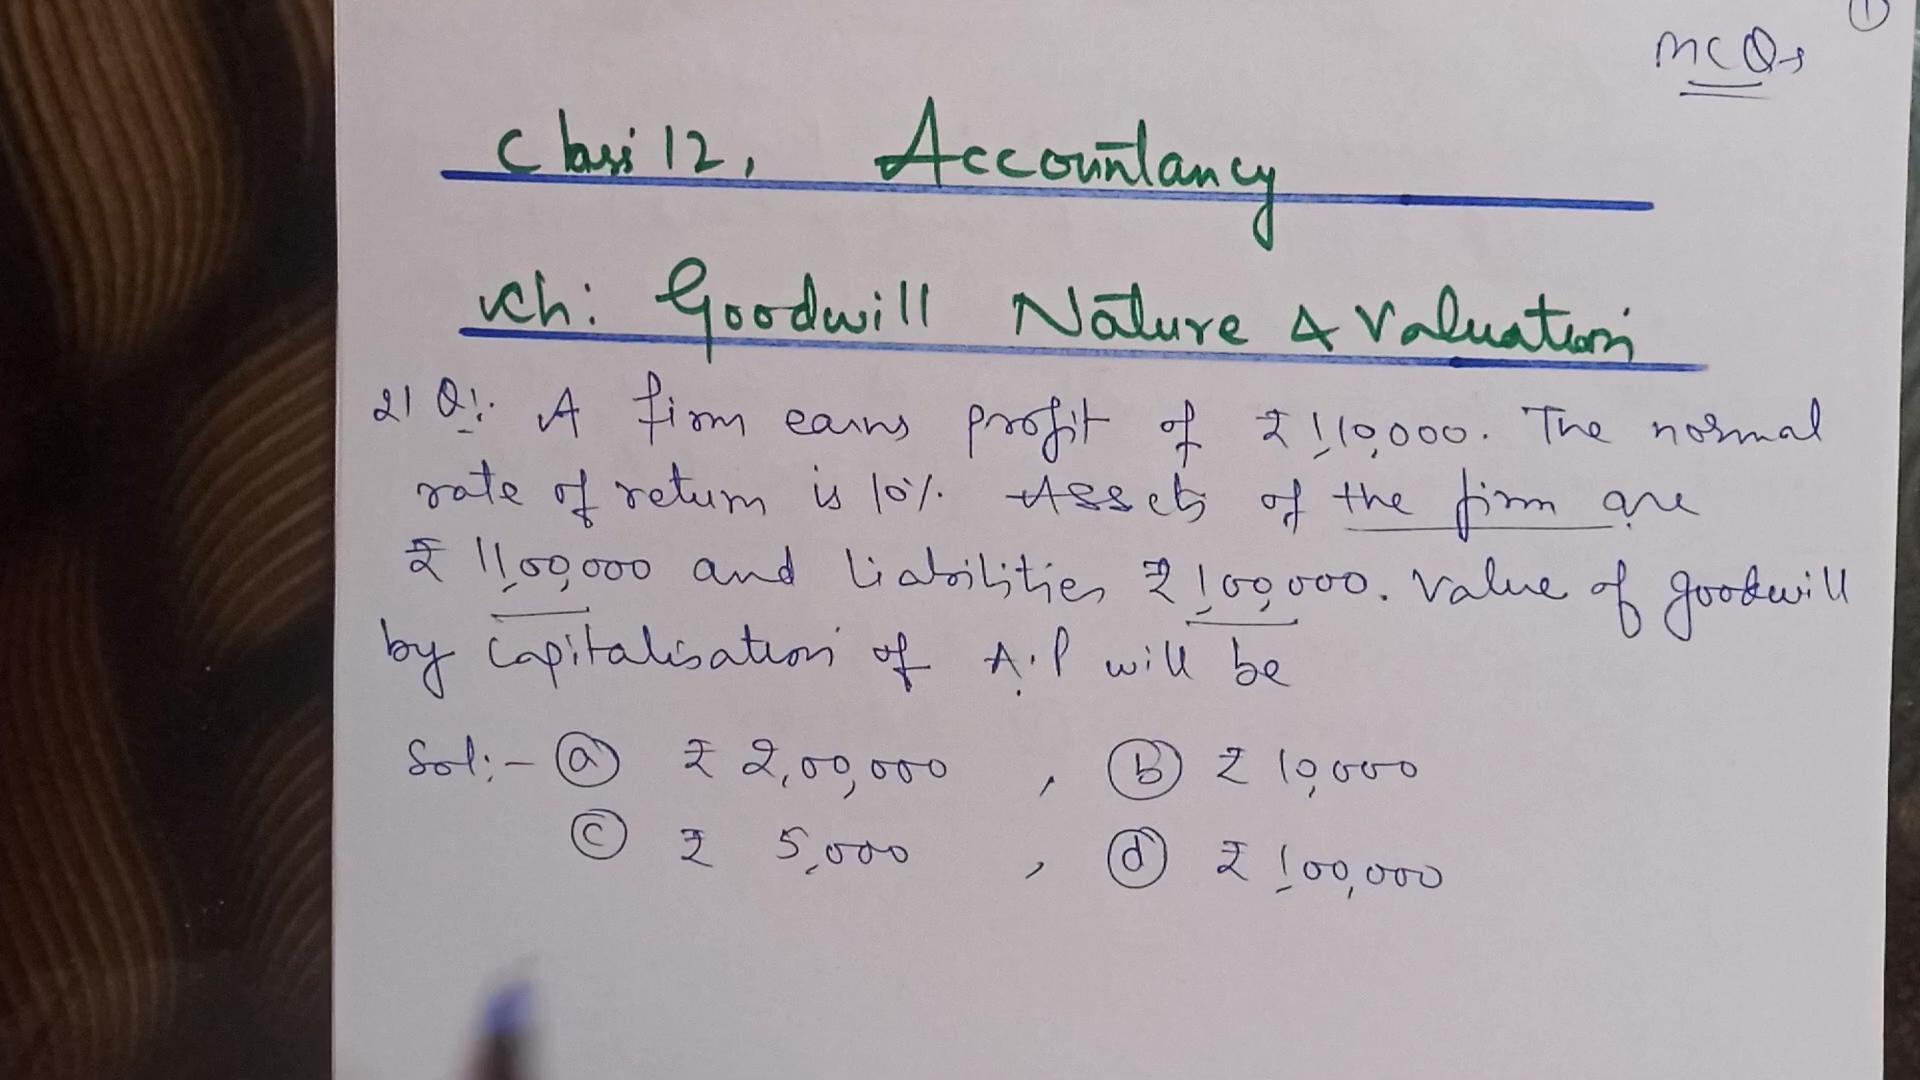 ①
MCQs
Class 12, Accountancy
Ch: Goodwill Nature & Valuation
21 Q:. A firm earns profit of ₹ 1,10,000. The normal
rate of return is 10%. Assets of the firm are
₹ 11,00,000 and liabilities ₹ 1,00,000. Value of goodwill
by Capitalisation of A.P will be
Sol:- ⓐ ₹ 2,00,000 , ⓑ ₹ 10,000
ⓒ ₹ 5,000 , ⓓ ₹ 1,00,000